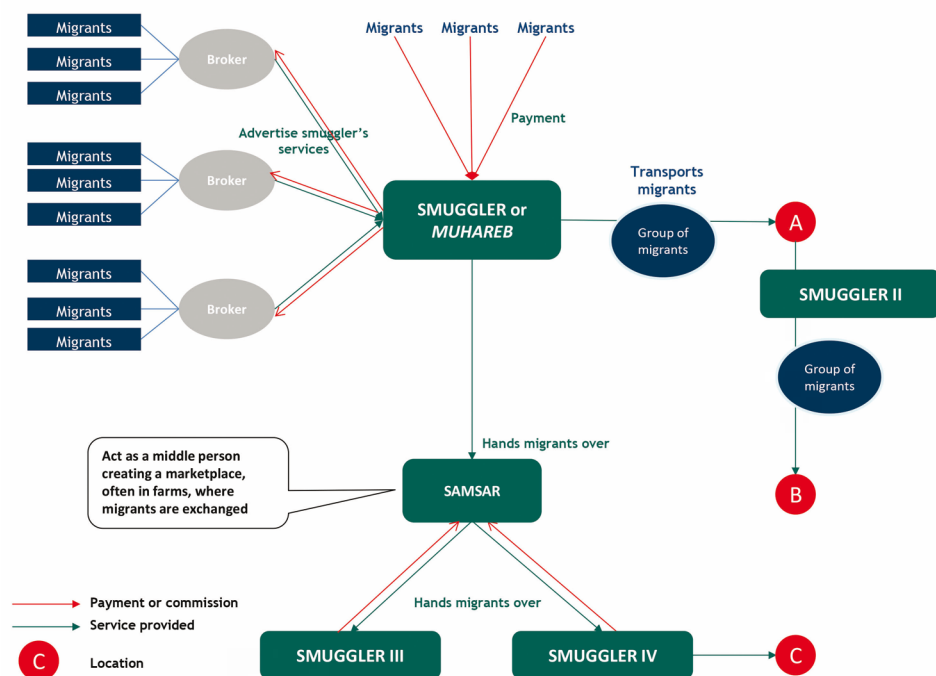 Migrants
Migrants
Migrants
Broker
Migrants
Migrants
Migrants
Payment
Advertise smuggler's
services
Migrants
Migrants
Migrants
Broker
SMUGGLER or
MUHAREB
Transports
migrants
Group of
migrants
A
SMUGGLER II
Group of
migrants
B
Migrants
Migrants
Migrants
Broker
Hands migrants over
Act as a middle person
creating a marketplace,
often in farms, where
migrants are exchanged
SAMSAR
Hands migrants over
SMUGGLER III
SMUGGLER IV
C
Payment or commission
Service provided
C
Location